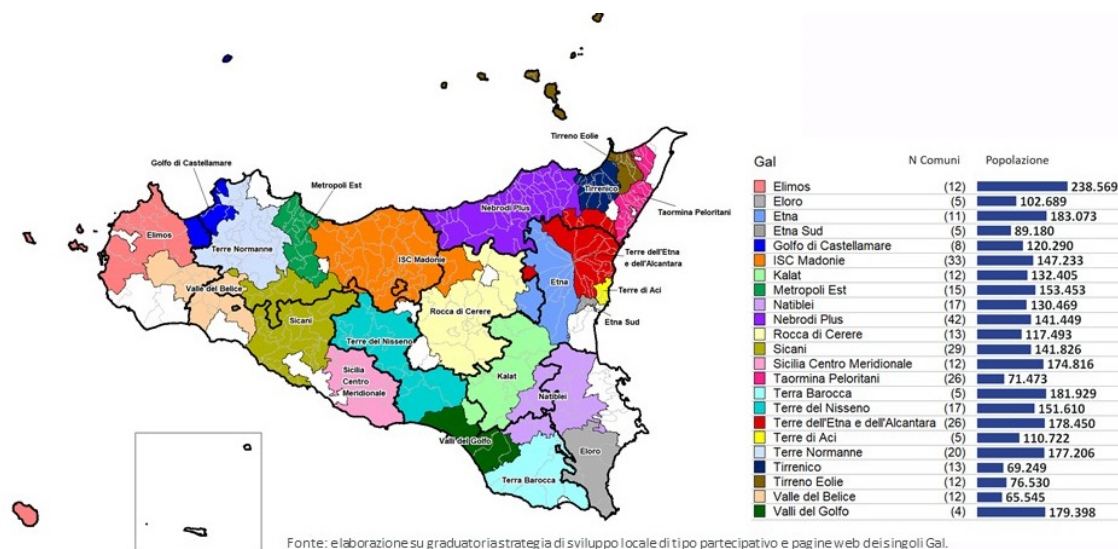 Tirreno Eolie
Golfo di Castellamare
Metropoli Est
Tirrenico
Nebrodi Plus
Taormina Peloritani
Elimos
Terre Normanne
ISC Madonie
Terre dell'Etna
e dell'Alcantara
Etna
Terre di Aci
Valle del Belice
Rocca di Cerere
Etna Sud
Sicani
Terre del Nisseno
Sicilia
Centro
Meridionale
Kalat
Natiblei
Valli del Golfo
Eloro
Terra Barocca
Gal N Comuni Popolazione
Elimos (12) 238.569
Eloro (5) 102.689
Etna (11) 183.073
Etna Sud (5) 89.180
Golfo di Castellamare (8) 120.290
ISC Madonie (33) 147.233
Kalat (12) 132.405
Metropoli Est (15) 153.453
Natiblei (17) 130.469
Nebrodi Plus (42) 141.449
Rocca di Cerere (13) 117.493
Sicani (29) 141.826
Sicilia Centro Meridionale (12) 174.816
Taormina Peloritani (26) 71.473
Terra Barocca (5) 181.929
Terre del Nisseno (17) 151.610
Terre dell'Etna e dell'Alcantara (26) 178.450
Terre di Aci (5) 110.722
Terre Normanne (20) 177.206
Tirrenico (13) 69.249
Tirreno Eolie (12) 76.530
Valle del Belice (12) 65.545
Valli del Golfo (4) 179.398
Fonte: elaborazione su graduatoria strategia di sviluppo locale di tipo partecipativo e pagine web dei singoli Gal.